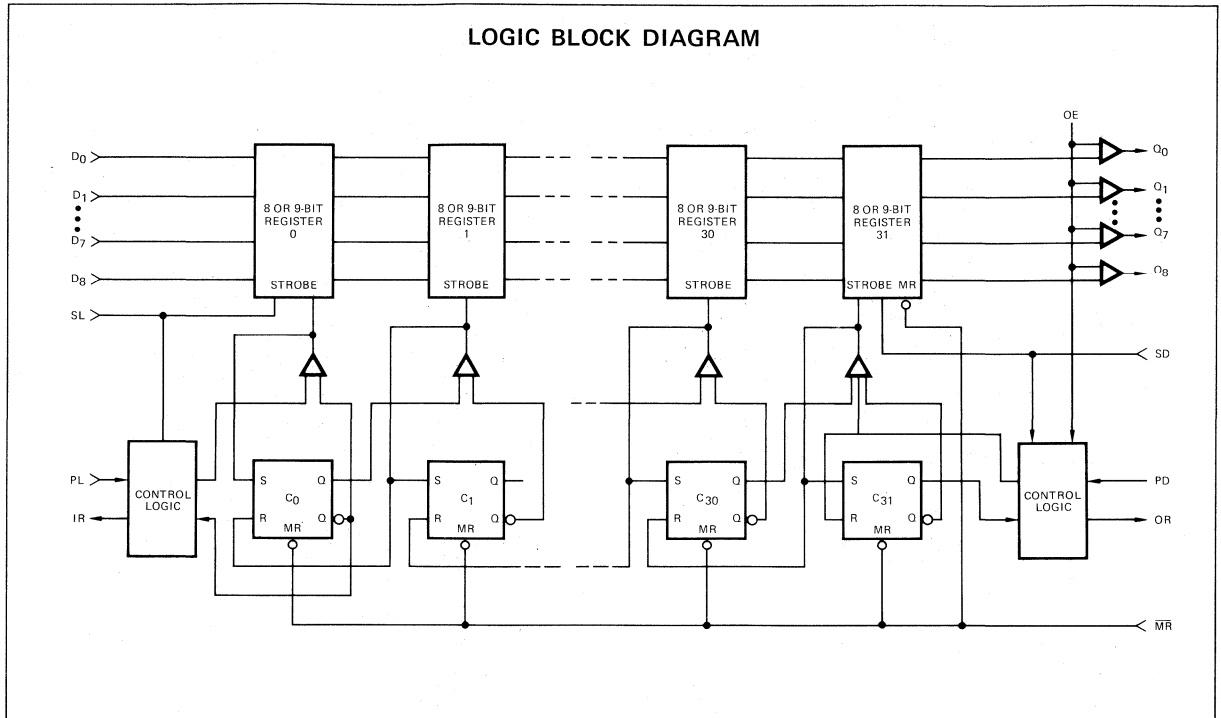 LOGIC BLOCK DIAGRAM
OE
D0
D1
D7
D8
SL
8 OR 9-BIT
REGISTER
0
STROBE
8 OR 9-BIT
REGISTER
1
STROBE
8 OR 9-BIT
REGISTER
30
STROBE
8 OR 9-BIT
REGISTER
31
STROBE MR
Q0
Q1
Q7
Q8
SD
PL
IR
CONTROL
LOGIC
S Q
C0
R Q
MR
S Q
C1
R Q
MR
S Q
C30
R Q
MR
S Q
C31
R Q
MR
CONTROL
LOGIC
PD
OR
M̅R̅